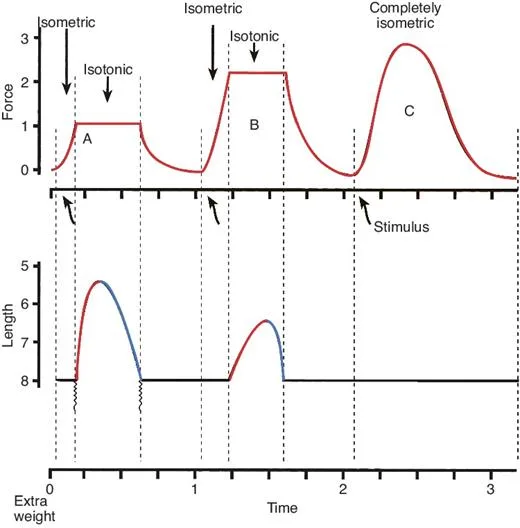 Isometric
Completely
isometric
Isometric
Isotonic
Isotonic
Force
3
2
1
0
A
B
C
Stimulus
Length
5
6
7
8
0
1
2
3
Extra
weight
Time